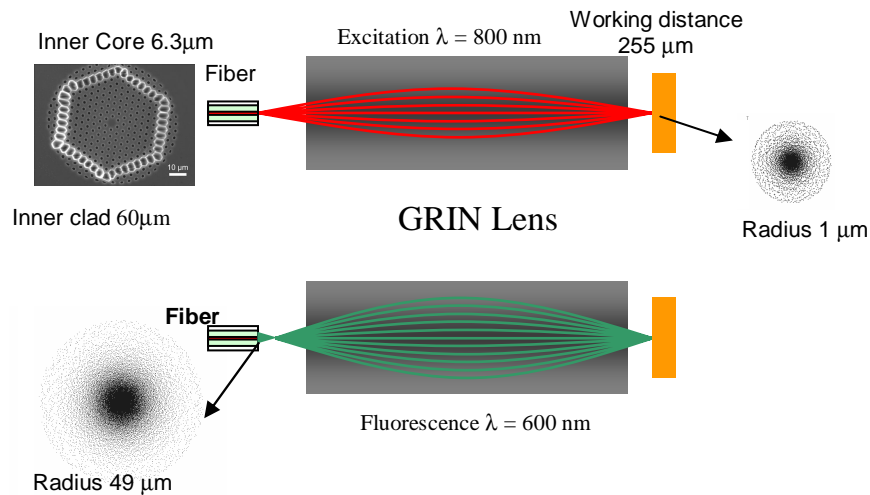 Working distance
255 μm
Inner Core 6.3μm
Excitation λ = 800 nm
Fiber
10 μm
Inner clad 60μm
GRIN Lens
Radius 1 μm
Fiber
Fluorescence λ = 600 nm
Radius 49 μm